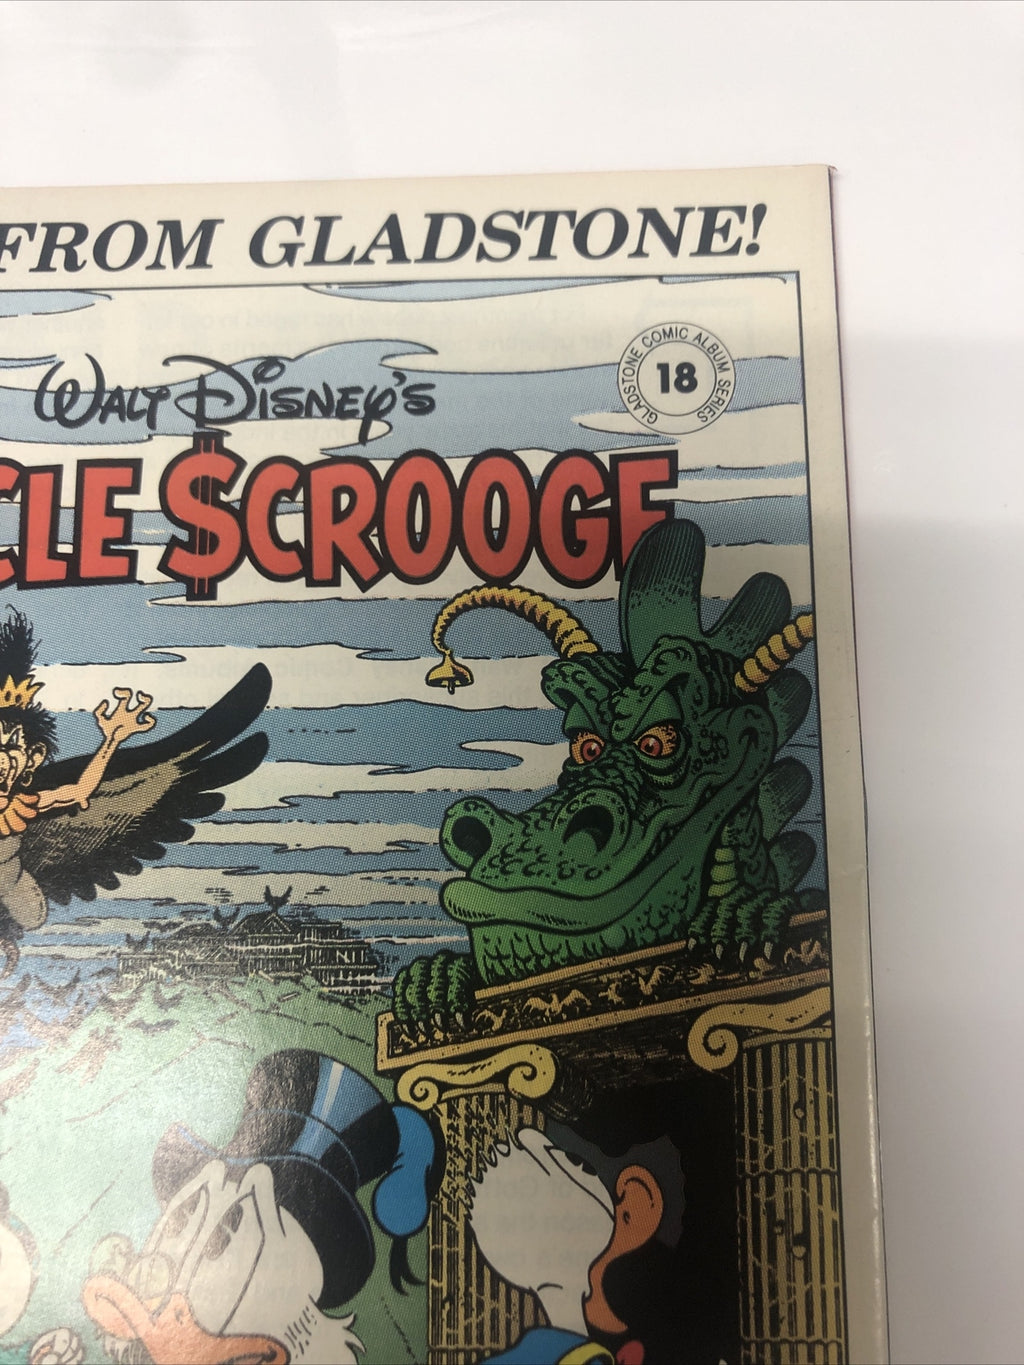 FROM GLADSTONE!
GLADSTONE COMIC ALBUM SERIES
18
WALT DISNEY'S
CLE $CROOGE